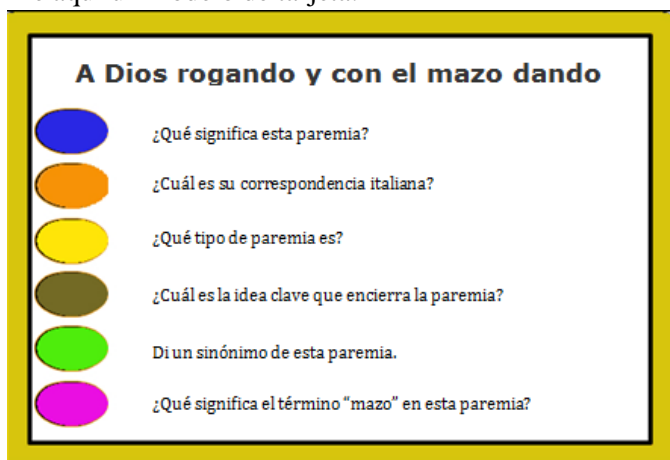 A Dios rogando y con el mazo dando
¿Qué significa esta paremia?
¿Cuál es su correspondencia italiana?
¿Qué tipo de paremia es?
¿Cuál es la idea clave que encierra la paremia?
Di un sinónimo de esta paremia.
¿Qué significa el término “mazo” en esta paremia?